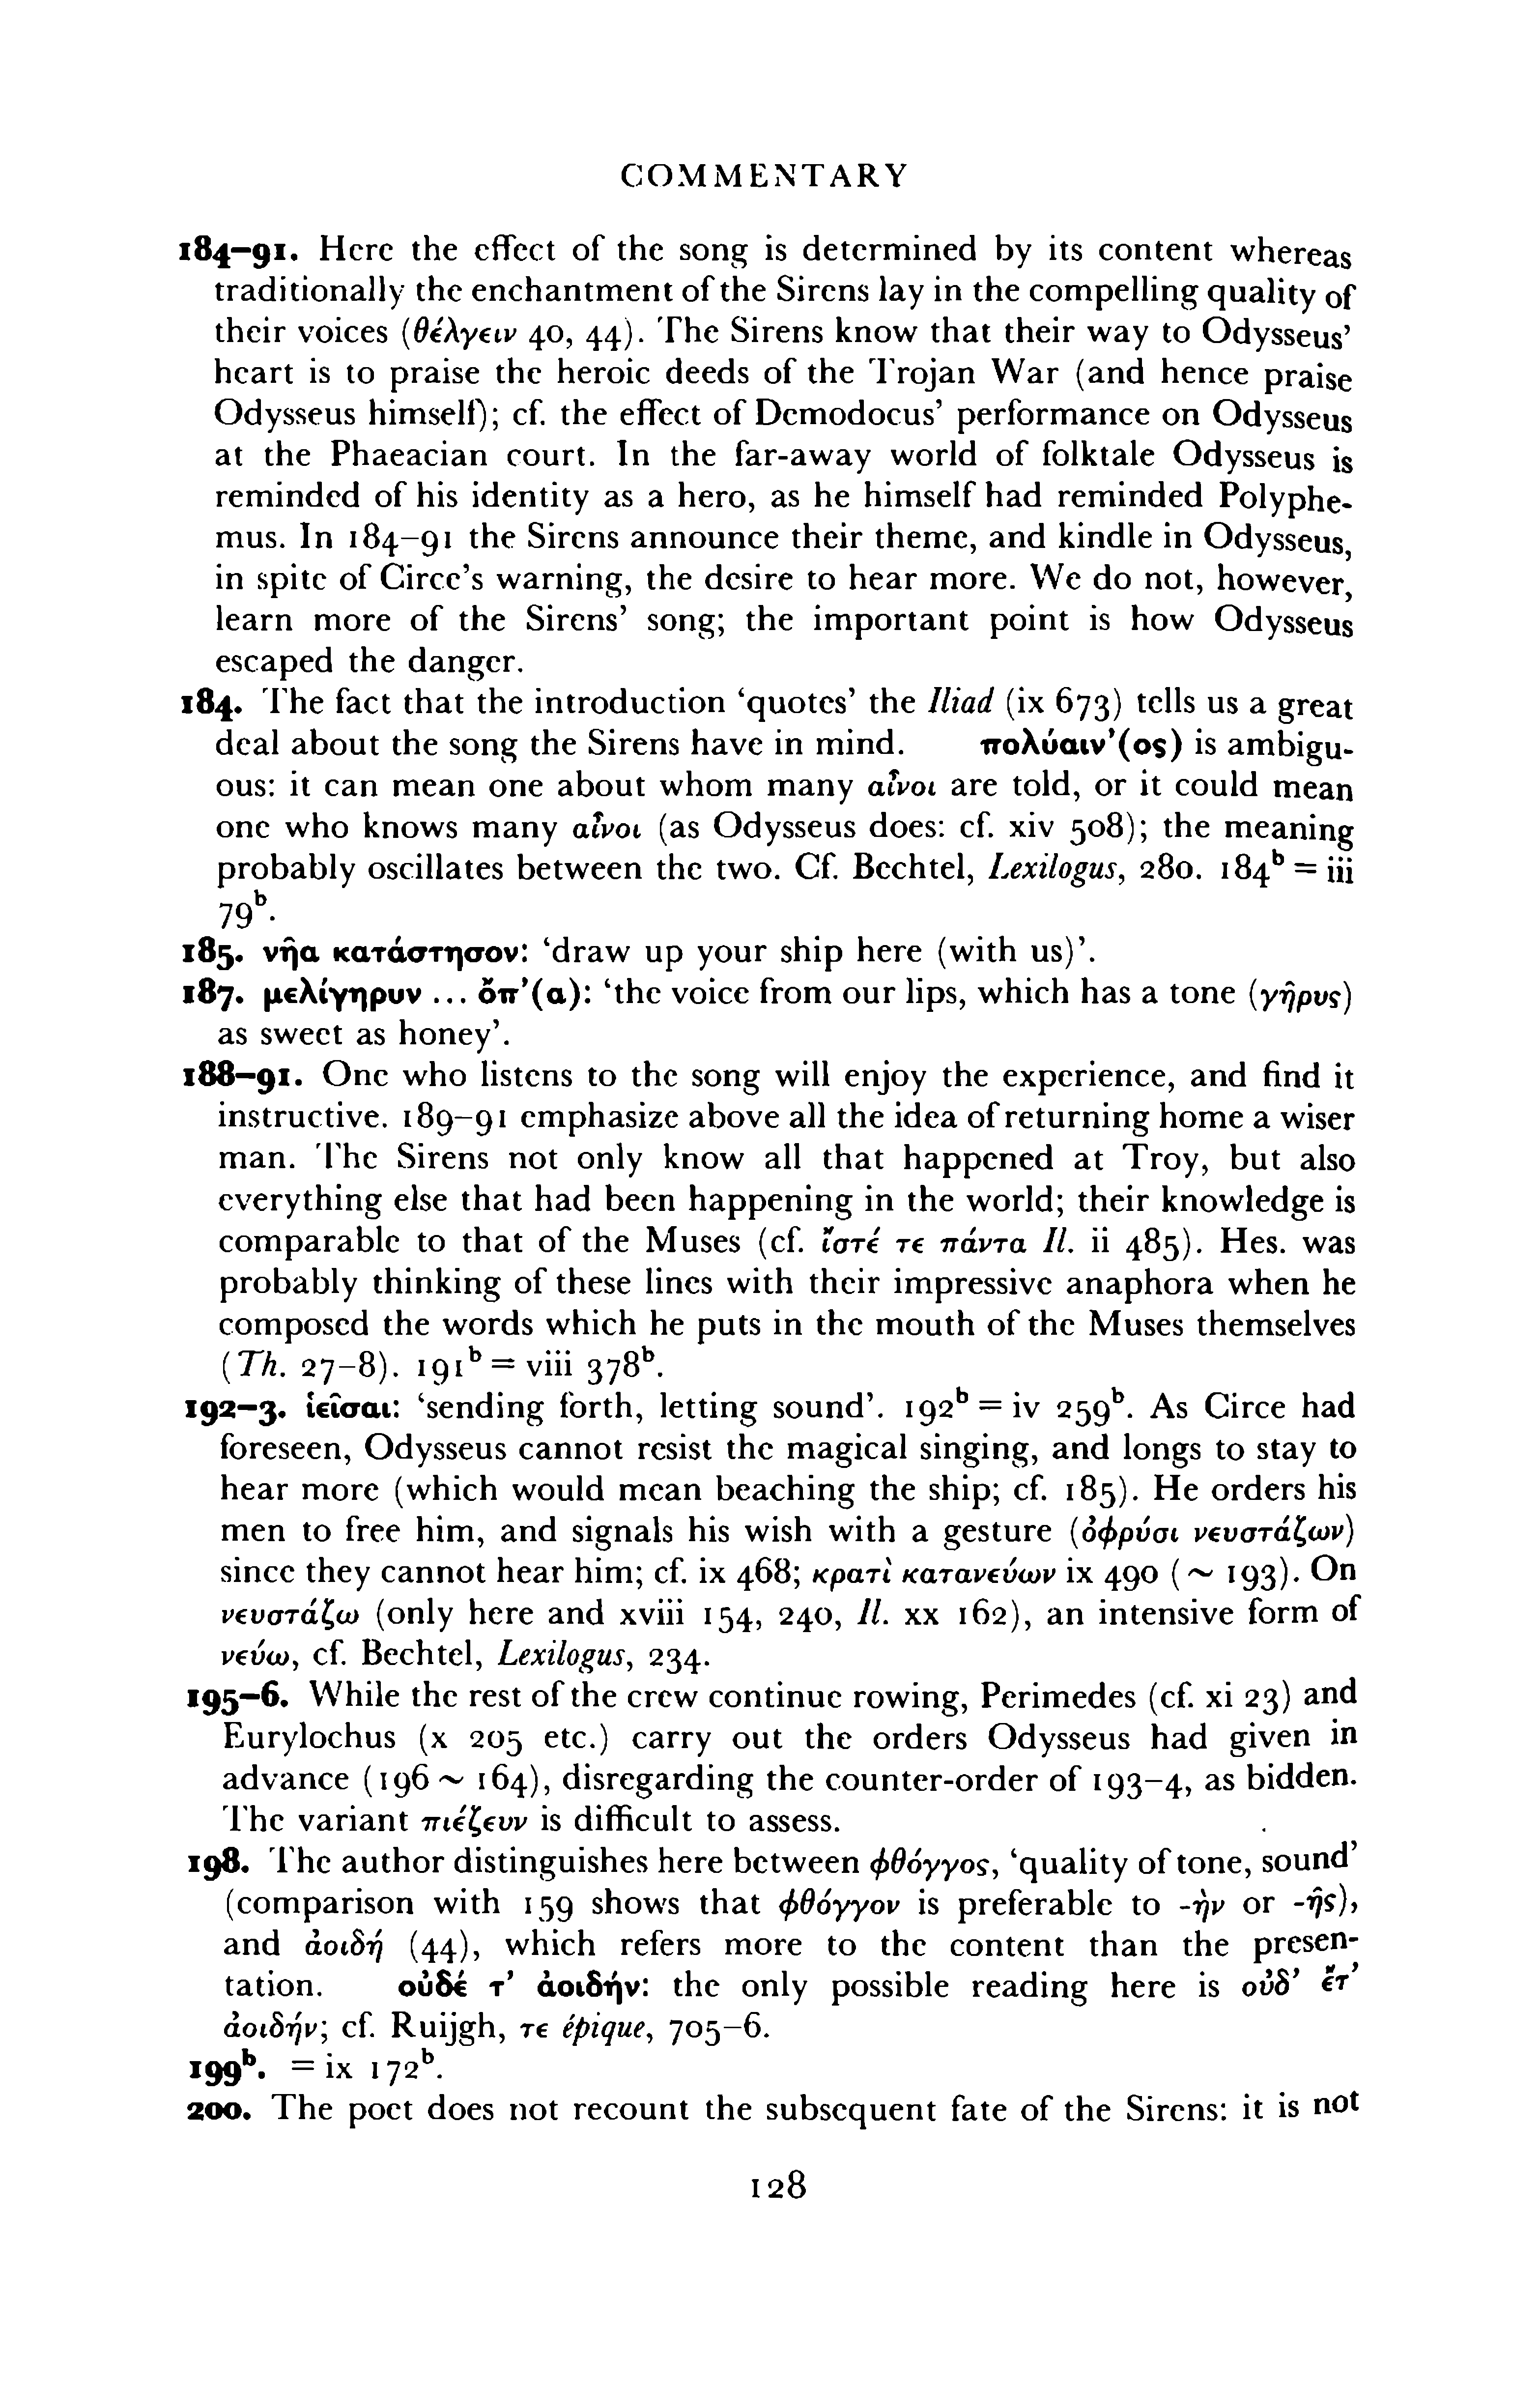 COMMENTARY
184–91. Here the effect of the song is determined by its content whereas
traditionally the enchantment of the Sirens lay in the compelling quality of
their voices (θέλγειν 40, 44). The Sirens know that their way to Odysseus’
heart is to praise the heroic deeds of the Trojan War (and hence praise
Odysseus himself); cf. the effect of Demodocus’ performance on Odysseus
at the Phaeacian court. In the far-away world of folktale Odysseus is
reminded of his identity as a hero, as he himself had reminded Polyphe-
mus. In 184–91 the Sirens announce their theme, and kindle in Odysseus,
in spite of Circe’s warning, the desire to hear more. We do not, however,
learn more of the Sirens’ song; the important point is how Odysseus
escaped the danger.
184. The fact that the introduction ‘quotes’ the Iliad (ix 673) tells us a great
deal about the song the Sirens have in mind. πολύαιν’(ος) is ambigu-
ous: it can mean one about whom many αἶνοι are told, or it could mean
one who knows many αἶνοι (as Odysseus does: cf. xiv 508); the meaning
probably oscillates between the two. Cf. Bechtel, Lexilogus, 280. 184ᵇ = iii
79ᵇ.
185. νῆα κατάστησον: ‘draw up your ship here (with us)’.
187. μελίγηρυν ... ὄπ’(α): ‘the voice from our lips, which has a tone (γῆρυς)
as sweet as honey’.
188–91. One who listens to the song will enjoy the experience, and find it
instructive. 189–91 emphasize above all the idea of returning home a wiser
man. The Sirens not only know all that happened at Troy, but also
everything else that had been happening in the world; their knowledge is
comparable to that of the Muses (cf. ἴστέ τε πάντα Il. ii 485). Hes. was
probably thinking of these lines with their impressive anaphora when he
composed the words which he puts in the mouth of the Muses themselves
(Th. 27–8). 191ᵇ = viii 378ᵇ.
192–3. ἱεῖσαι: ‘sending forth, letting sound’. 192ᵇ = iv 259ᵇ. As Circe had
foreseen, Odysseus cannot resist the magical singing, and longs to stay to
hear more (which would mean beaching the ship; cf. 185). He orders his
men to free him, and signals his wish with a gesture (ὀφρύσι νευστάζων)
since they cannot hear him; cf. ix 468; κρατὶ κατανεύων ix 490 (~ 193). On
νευστάζω (only here and xviii 154, 240, Il. xx 162), an intensive form of
νεύω, cf. Bechtel, Lexilogus, 234.
195–6. While the rest of the crew continue rowing, Perimedes (cf. xi 23) and
Eurylochus (x 205 etc.) carry out the orders Odysseus had given in
advance (196 ~ 164), disregarding the counter-order of 193–4, as bidden.
The variant πιέζευν is difficult to assess.
198. The author distinguishes here between φθόγγος, ‘quality of tone, sound’
(comparison with 159 shows that φθόγγον is preferable to -ὴν or -ῆς),
and ἀοιδή (44), which refers more to the content than the presen-
tation. οὐδέ τ’ ἀοιδήν: the only possible reading here is οὐδ’ ἔτ’
ἀοιδήν; cf. Ruijgh, τε épique, 705–6.
199ᵇ. = ix 172ᵇ.
200. The poet does not recount the subsequent fate of the Sirens: it is not
128